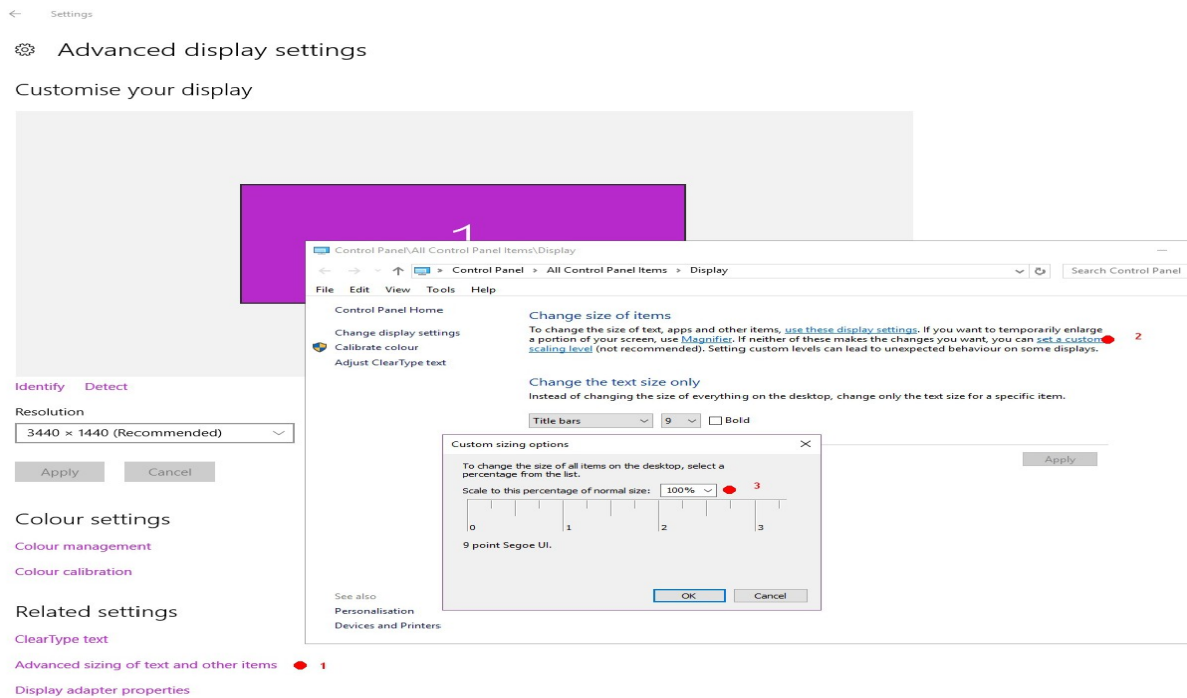 Settings
Advanced display settings
Customise your display
1
Identify Detect
Resolution
3440 × 1440 (Recommended)
Apply Cancel
Colour settings
Colour management
Colour calibration
Related settings
ClearType text
Advanced sizing of text and other items 1
Display adapter properties
Control Panel\All Control Panel Items\Display
Control Panel > All Control Panel Items > Display
Search Control Panel
File Edit View Tools Help
Control Panel Home
Change display settings
Calibrate colour
Adjust ClearType text
See also
Personalisation
Devices and Printers
Change size of items
To change the size of text, apps and other items, use these display settings. If you want to temporarily enlarge
a portion of your screen, use Magnifier. If neither of these makes the changes you want, you can set a custom 2
scaling level (not recommended). Setting custom levels can lead to unexpected behaviour on some displays.
Change the text size only
Instead of changing the size of everything on the desktop, change only the text size for a specific item.
Title bars 9 Bold
Apply
Custom sizing options
To change the size of all items on the desktop, select a
percentage from the list.
Scale to this percentage of normal size: 100% 3
0 1 2 3
9 point Segoe UI.
OK Cancel